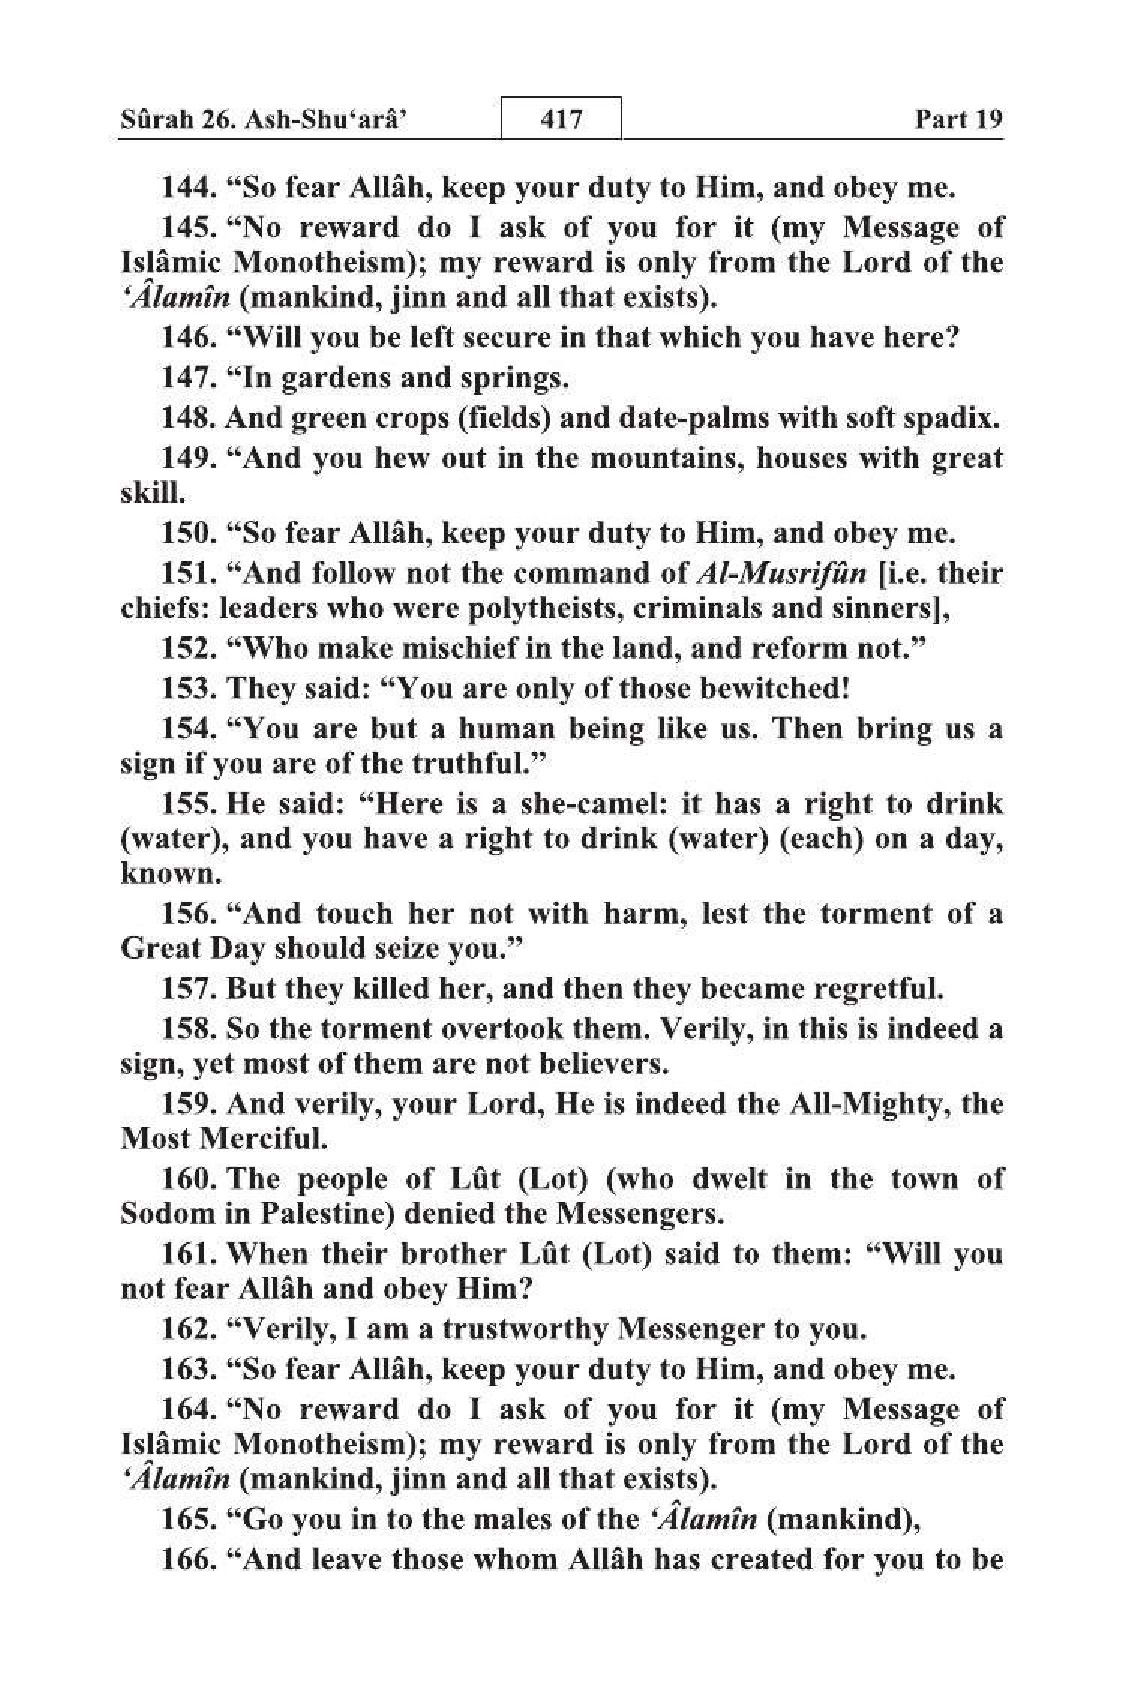 Sûrah 26. Ash-Shu‘arâ’ 417 Part 19
144. “So fear Allâh, keep your duty to Him, and obey me.
145. “No reward do I ask of you for it (my Message of
Islâmic Monotheism); my reward is only from the Lord of the
‘Âlamîn (mankind, jinn and all that exists).
146. “Will you be left secure in that which you have here?
147. “In gardens and springs.
148. And green crops (fields) and date-palms with soft spadix.
149. “And you hew out in the mountains, houses with great
skill.
150. “So fear Allâh, keep your duty to Him, and obey me.
151. “And follow not the command of Al-Musrifûn [i.e. their
chiefs: leaders who were polytheists, criminals and sinners],
152. “Who make mischief in the land, and reform not.”
153. They said: “You are only of those bewitched!
154. “You are but a human being like us. Then bring us a
sign if you are of the truthful.”
155. He said: “Here is a she-camel: it has a right to drink
(water), and you have a right to drink (water) (each) on a day,
known.
156. “And touch her not with harm, lest the torment of a
Great Day should seize you.”
157. But they killed her, and then they became regretful.
158. So the torment overtook them. Verily, in this is indeed a
sign, yet most of them are not believers.
159. And verily, your Lord, He is indeed the All-Mighty, the
Most Merciful.
160. The people of Lût (Lot) (who dwelt in the town of
Sodom in Palestine) denied the Messengers.
161. When their brother Lût (Lot) said to them: “Will you
not fear Allâh and obey Him?
162. “Verily, I am a trustworthy Messenger to you.
163. “So fear Allâh, keep your duty to Him, and obey me.
164. “No reward do I ask of you for it (my Message of
Islâmic Monotheism); my reward is only from the Lord of the
‘Âlamîn (mankind, jinn and all that exists).
165. “Go you in to the males of the ‘Âlamîn (mankind),
166. “And leave those whom Allâh has created for you to be